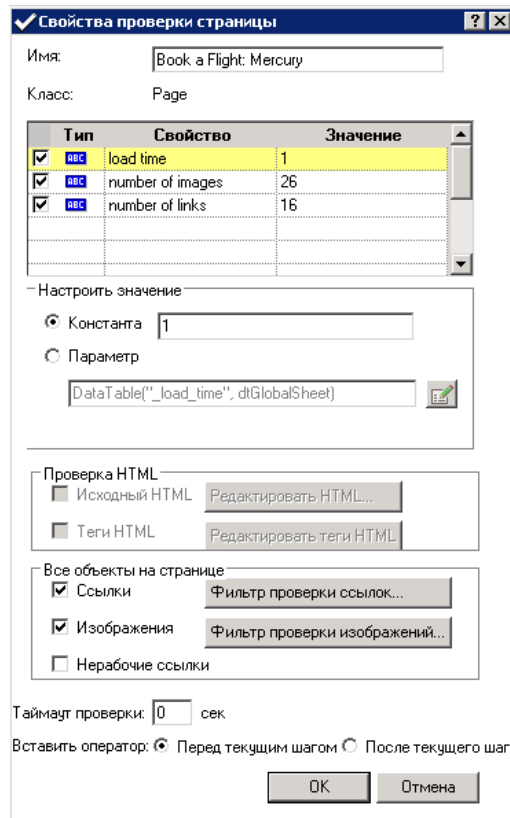 Свойства проверки страницы
Имя: Book a Flight: Mercury
Класс: Page
Тип Свойство Значение
ABC load time 1
ABC number of images 26
ABC number of links 16
Настроить значение
Константа 1
Параметр
DataTable("_load_time", dtGlobalSheet)
Проверка HTML
Исходный HTML Редактировать HTML...
Теги HTML Редактировать теги HTML
Все объекты на странице
Ссылки Фильтр проверки ссылок...
Изображения Фильтр проверки изображений...
Нерабочие ссылки
Таймаут проверки: 0 сек
Вставить оператор: Перед текущим шагом После текущего шаг
OK Отмена